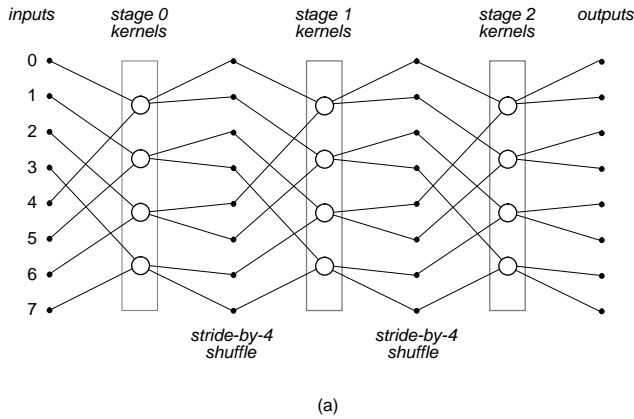 inputs
stage 0
kernels
stage 1
kernels
stage 2
kernels
outputs
0
1
2
3
4
5
6
7
stride-by-4
shuffle
stride-by-4
shuffle
(a)